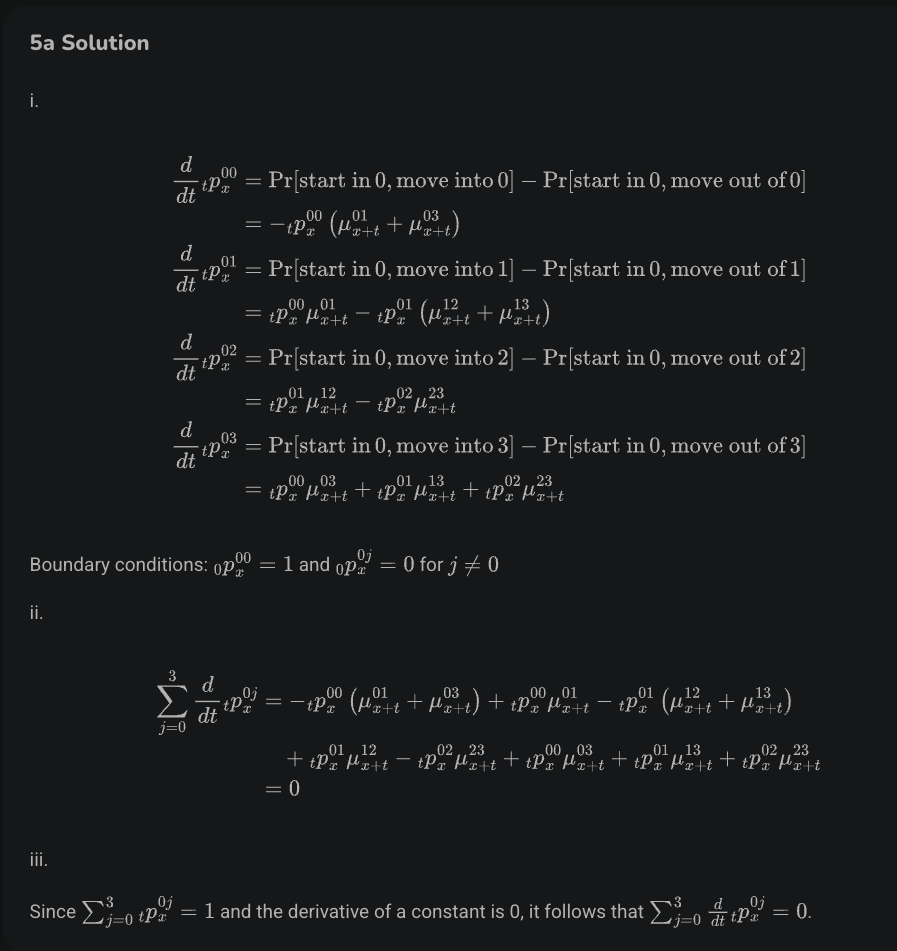 5a Solution
i.
$\frac{d}{dt} {}_tp_x^{00} = \Pr[\text{start in } 0, \text{move into } 0] - \Pr[\text{start in } 0, \text{move out of } 0]$
$= -{}_tp_x^{00} \left( \mu_{x+t}^{01} + \mu_{x+t}^{03} \right)$
$\frac{d}{dt} {}_tp_x^{01} = \Pr[\text{start in } 0, \text{move into } 1] - \Pr[\text{start in } 0, \text{move out of } 1]$
$= {}_tp_x^{00} \mu_{x+t}^{01} - {}_tp_x^{01} \left( \mu_{x+t}^{12} + \mu_{x+t}^{13} \right)$
$\frac{d}{dt} {}_tp_x^{02} = \Pr[\text{start in } 0, \text{move into } 2] - \Pr[\text{start in } 0, \text{move out of } 2]$
$= {}_tp_x^{01} \mu_{x+t}^{12} - {}_tp_x^{02} \mu_{x+t}^{23}$
$\frac{d}{dt} {}_tp_x^{03} = \Pr[\text{start in } 0, \text{move into } 3] - \Pr[\text{start in } 0, \text{move out of } 3]$
$= {}_tp_x^{00} \mu_{x+t}^{03} + {}_tp_x^{01} \mu_{x+t}^{13} + {}_tp_x^{02} \mu_{x+t}^{23}$
Boundary conditions: ${}_0p_x^{00} = 1$ and ${}_0p_x^{0j} = 0$ for $j \neq 0$
ii.
$\sum_{j=0}^{3} \frac{d}{dt} {}_tp_x^{0j} = -{}_tp_x^{00} \left( \mu_{x+t}^{01} + \mu_{x+t}^{03} \right) + {}_tp_x^{00} \mu_{x+t}^{01} - {}_tp_x^{01} \left( \mu_{x+t}^{12} + \mu_{x+t}^{13} \right)$
$+ {}_tp_x^{01} \mu_{x+t}^{12} - {}_tp_x^{02} \mu_{x+t}^{23} + {}_tp_x^{00} \mu_{x+t}^{03} + {}_tp_x^{01} \mu_{x+t}^{13} + {}_tp_x^{02} \mu_{x+t}^{23}$
$= 0$
iii.
Since $\sum_{j=0}^{3} {}_tp_x^{0j} = 1$ and the derivative of a constant is 0, it follows that $\sum_{j=0}^{3} \frac{d}{dt} {}_tp_x^{0j} = 0$.